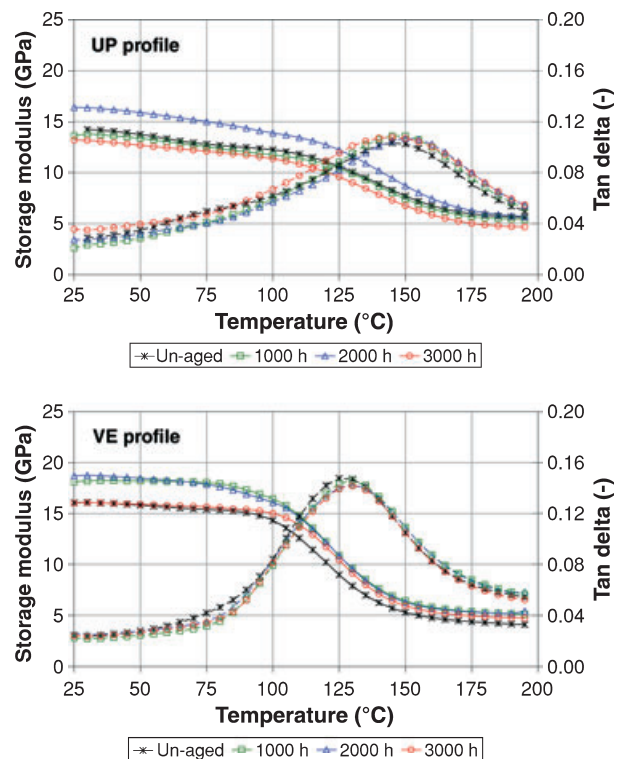 25 0.20
UP profile
20 0.16
15 0.12
10 0.08
5 0.04
0 0.00
25 50 75 100 125 150 175 200
Storage modulus (GPa)
Tan delta (-)
Temperature (°C)
Un-aged 1000 h 2000 h 3000 h
25 0.20
VE profile
20 0.16
15 0.12
10 0.08
5 0.04
0 0.00
25 50 75 100 125 150 175 200
Storage modulus (GPa)
Tan delta (-)
Temperature (°C)
Un-aged 1000 h 2000 h 3000 h